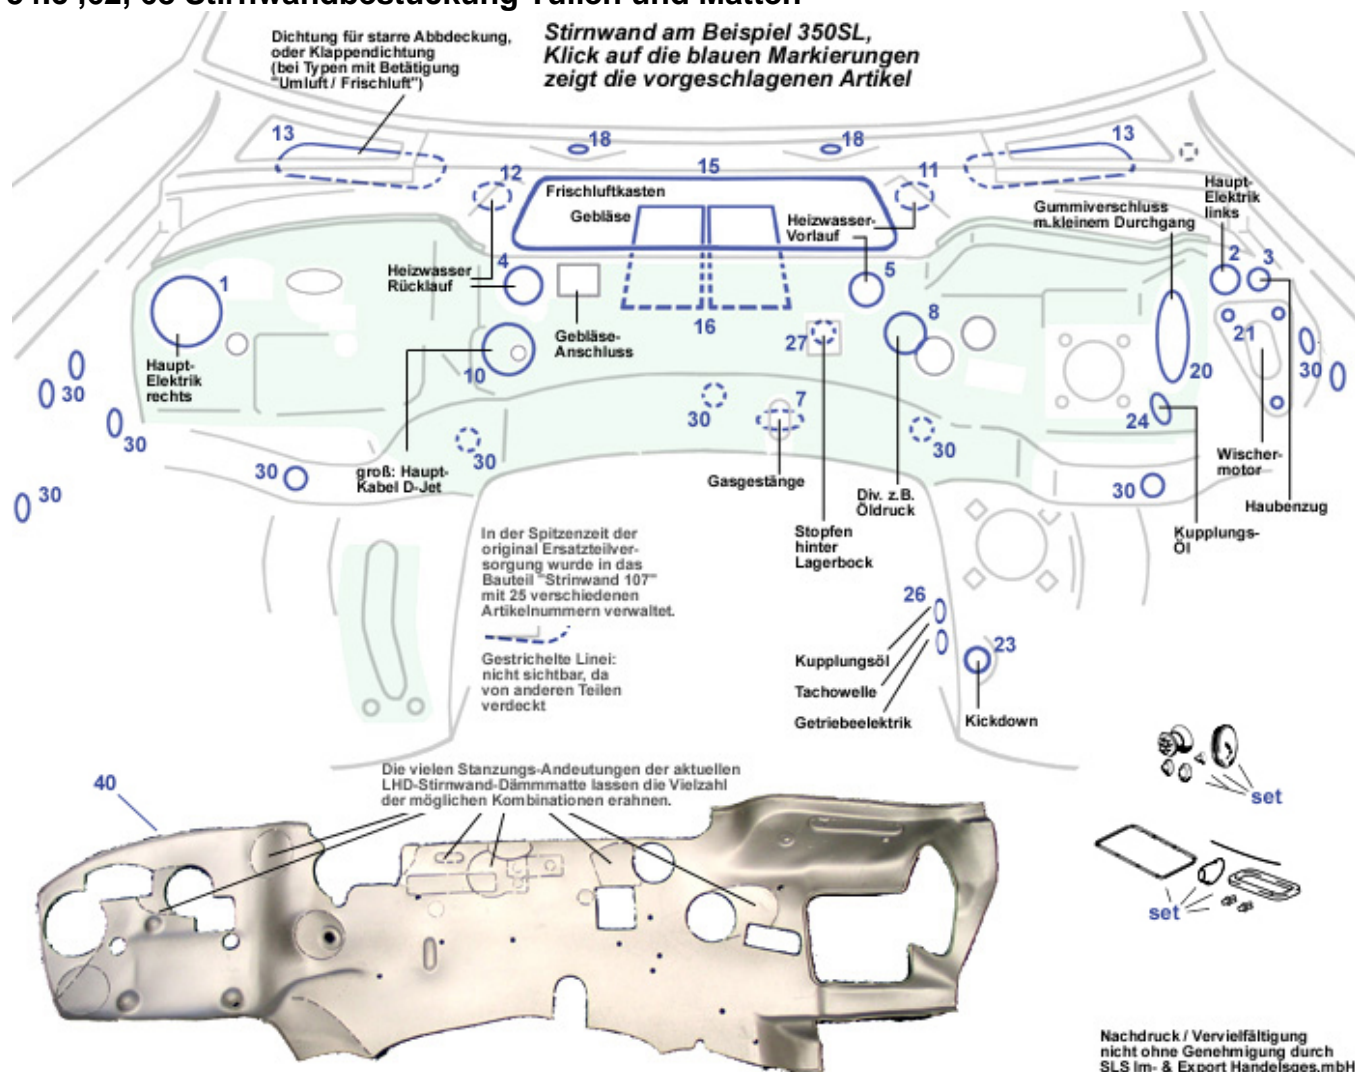 Stirnwandbestückung Tüllen und Matten
Stirnwand am Beispiel 350SL,
Klick auf die blauen Markierungen
zeigt die vorgeschlagenen Artikel
Dichtung für starre Abbdeckung,
oder Klappendichtung
(bei Typen mit Betätigung
"Umluft / Frischluft")
13
18
18
13
12
15
11
Frischluftkasten
Gebläse
Heizwasser-
Vorlauf
Gummiverschluss
m.kleinem Durchgang
Haupt-
Elektrik
links
Heizwasser
Rücklauf
4
5
2
3
1
8
Gebläse-
Anschluss
16
27
21
Haupt-
Elektrik
rechts
10
20
30
30
30
30
7
24
30
30
30
30
30
30
groß: Haupt-
Kabel D-Jet
Gasgestänge
Div. z.B.
Öldruck
Wischer-
motor
Haubenzug
Stopfen
hinter
Lagerbock
Kupplungs-
Öl
In der Spitzenzeit der
original Ersatzteilver-
sorgung wurde in das
Bauteil "Strinwand 107"
mit 25 verschiedenen
Artikelnummern verwaltet.
Gestrichelte Linei:
nicht sichtbar, da
von anderen Teilen
verdeckt
26
23
Kupplungsöl
Tachowelle
Getriebeelektrik
Kickdown
40
Die vielen Stanzungs-Andeutungen der aktuellen
LHD-Stirnwand-Dämmmatte lassen die Vielzahl
der möglichen Kombinationen erahnen.
set
set
Nachdruck / Vervielfältigung
nicht ohne Genehmigung durch
SLS Im- & Export Handelsges.mbH